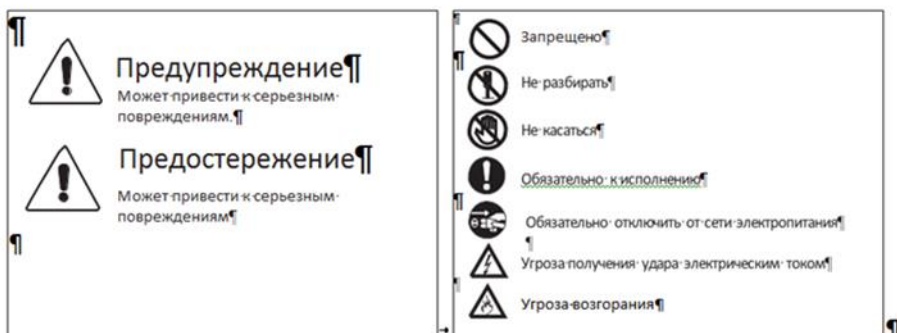 Предупреждение
Может привести к серьезным
повреждениям.
Предостережение
Может привести к серьезным
повреждениям
Запрещено
Не разбирать
Не касаться
Обязательно к исполнению
Обязательно отключить от сети электропитания
Угроза получения удара электрическим током
Угроза возгорания